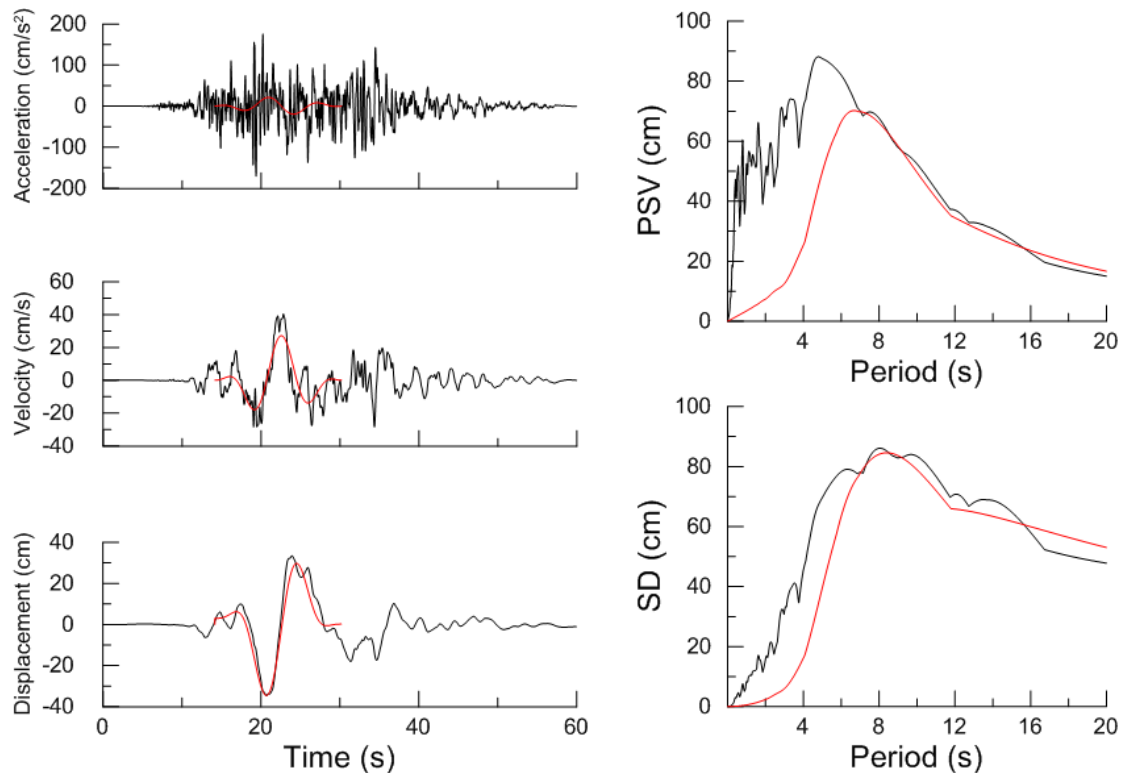 Acceleration (cm/s²)
200
100
0
-100
-200
Velocity (cm/s)
60
40
20
0
-20
-40
Displacement (cm)
40
20
0
-20
-40
0 20 40 60
Time (s)
PSV (cm)
100
80
60
40
20
0
4 8 12 16 20
Period (s)
SD (cm)
100
80
60
40
20
0
4 8 12 16 20
Period (s)